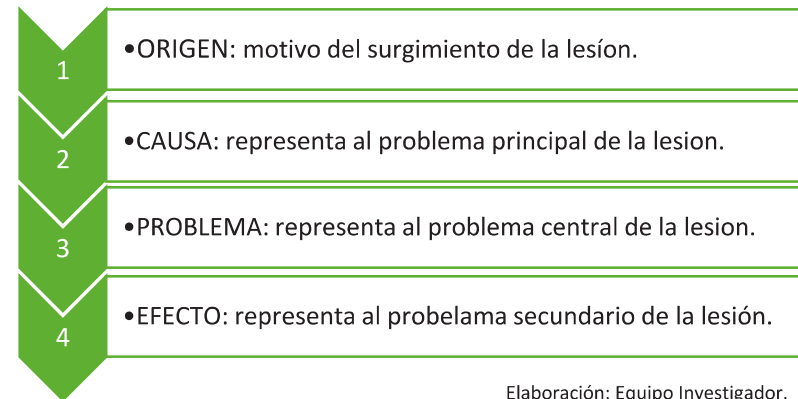 1
•ORIGEN: motivo del surgimiento de la lesíon.
2
•CAUSA: representa al problema principal de la lesion.
3
•PROBLEMA: representa al problema central de la lesion.
4
•EFECTO: representa al probelama secundario de la lesión.
Elaboración: Equipo Investigador.